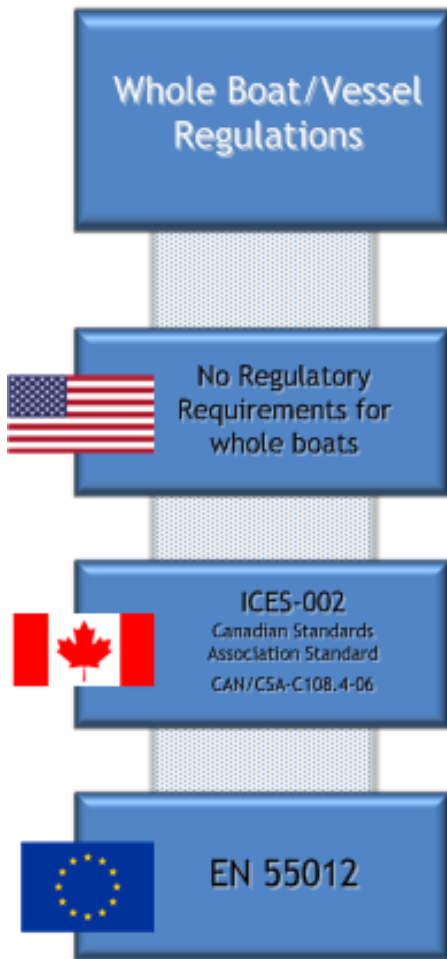 Whole Boat/Vessel
Regulations
No Regulatory
Requirements for
whole boats
ICES-002
Canadian Standards
Association Standard
CAN/CSA-C108.4-06
EN 55012